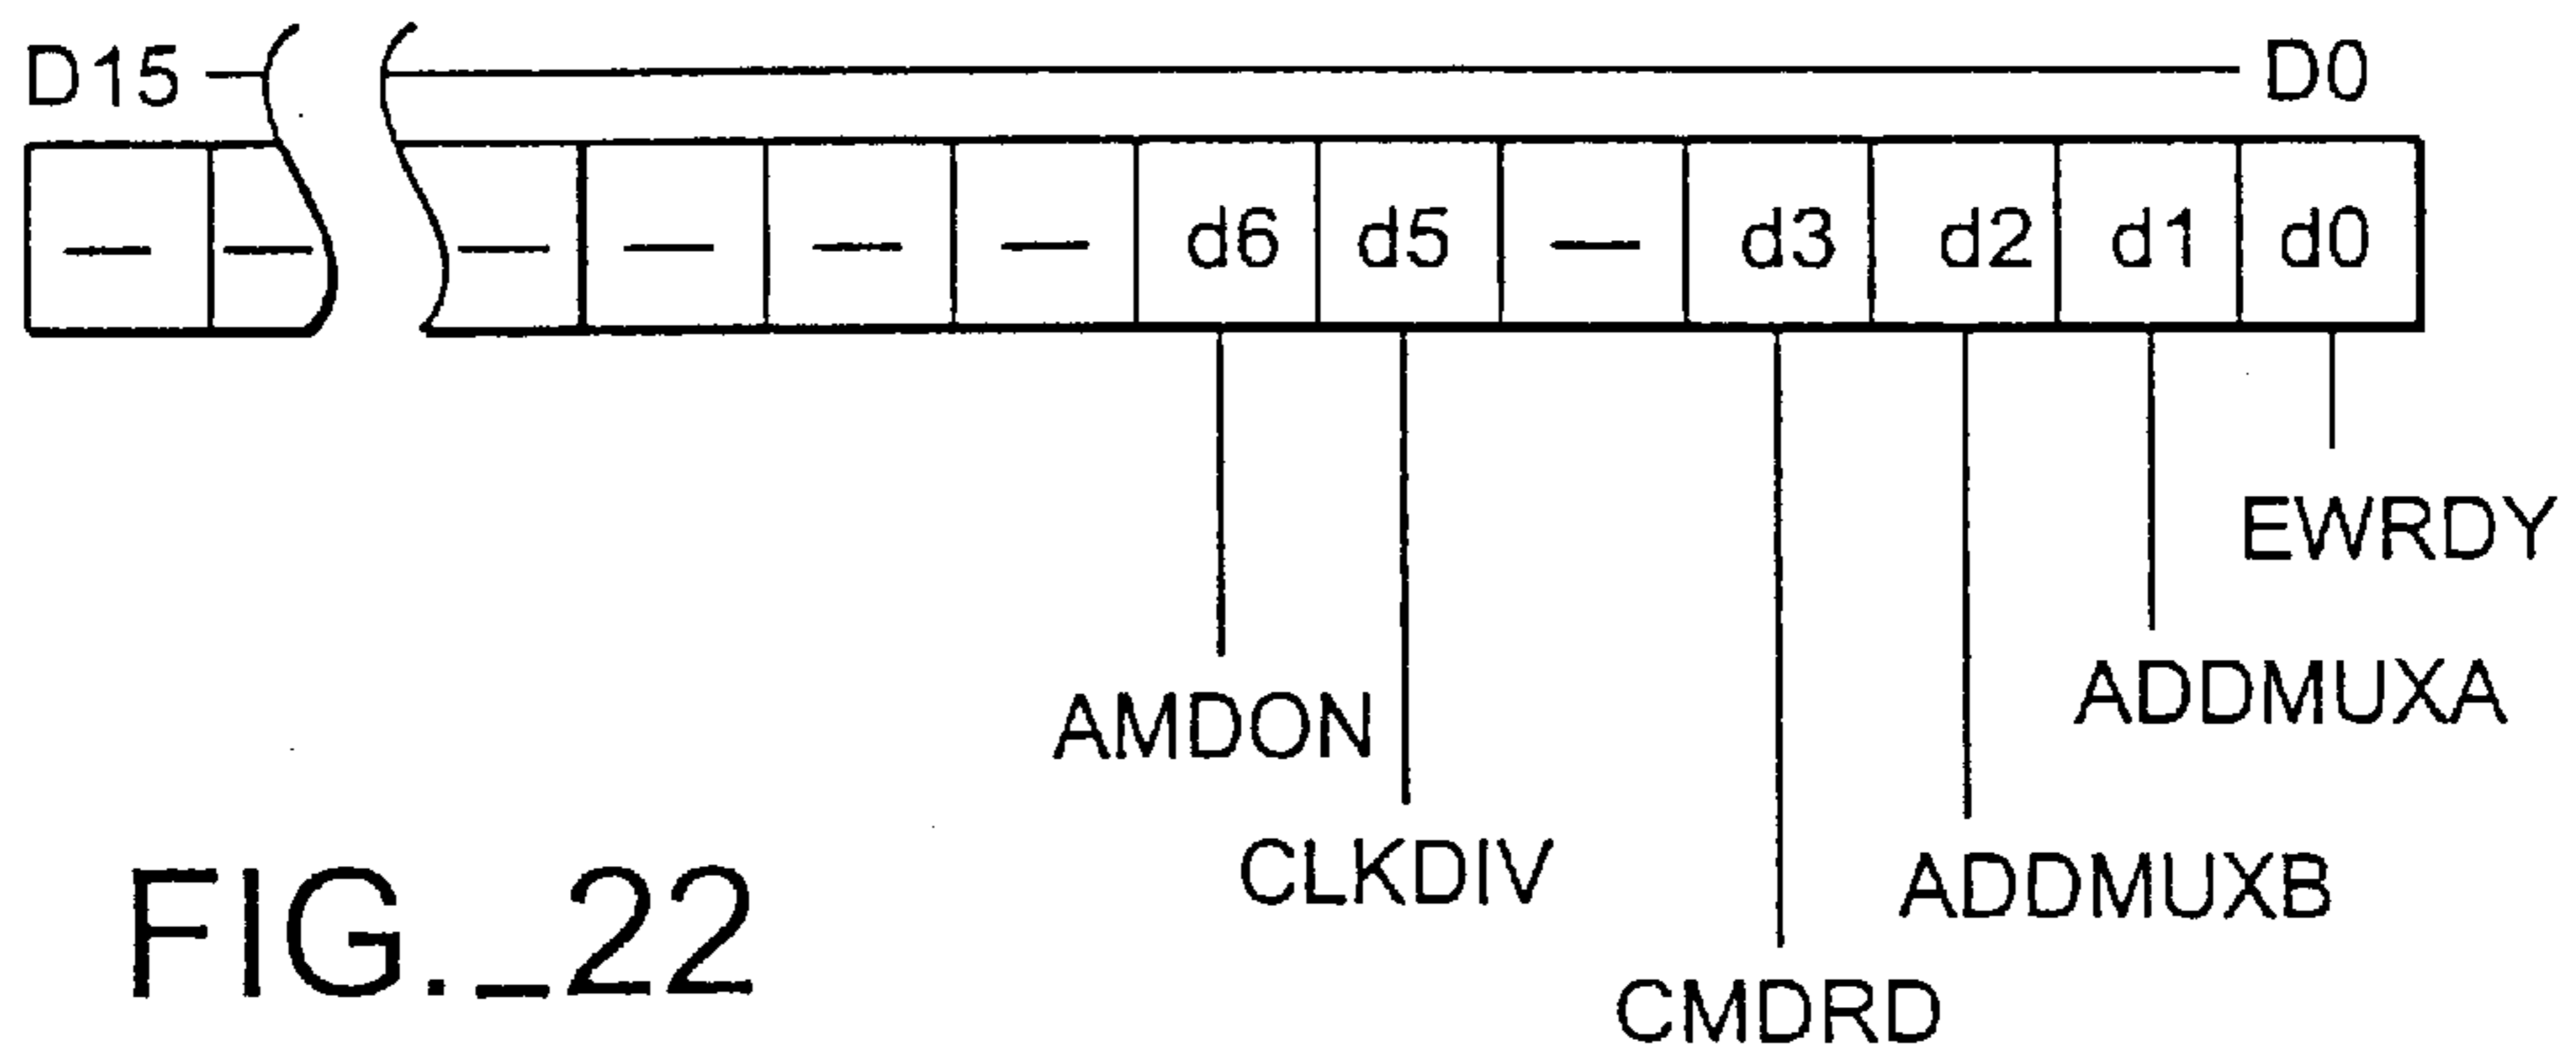 D15 D0
— — — — — — d6 d5 — d3 d2 d1 d0
EWRDY
ADDMUXA
AMDON
CLKDIV
ADDMUXB
CMDRD
FIG._22